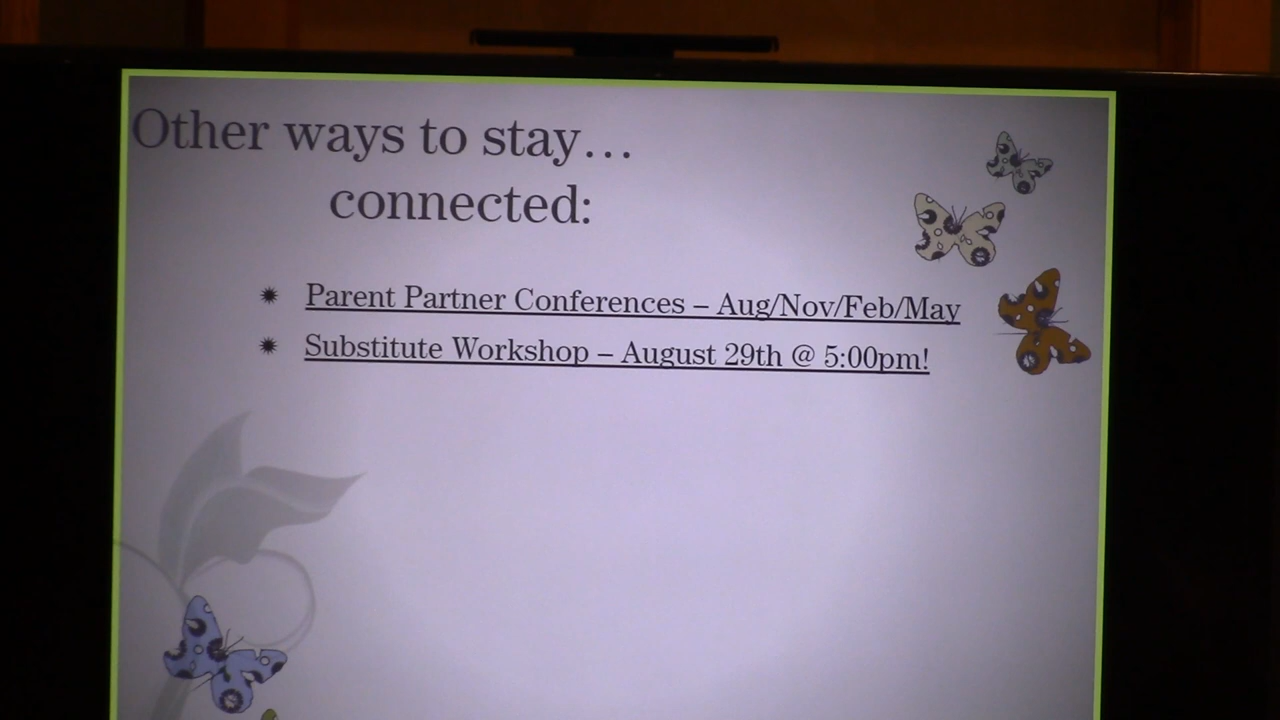 Other ways to stay…
connected:
Parent Partner Conferences – Aug/Nov/Feb/May
Substitute Workshop – August 29th @ 5:00pm!